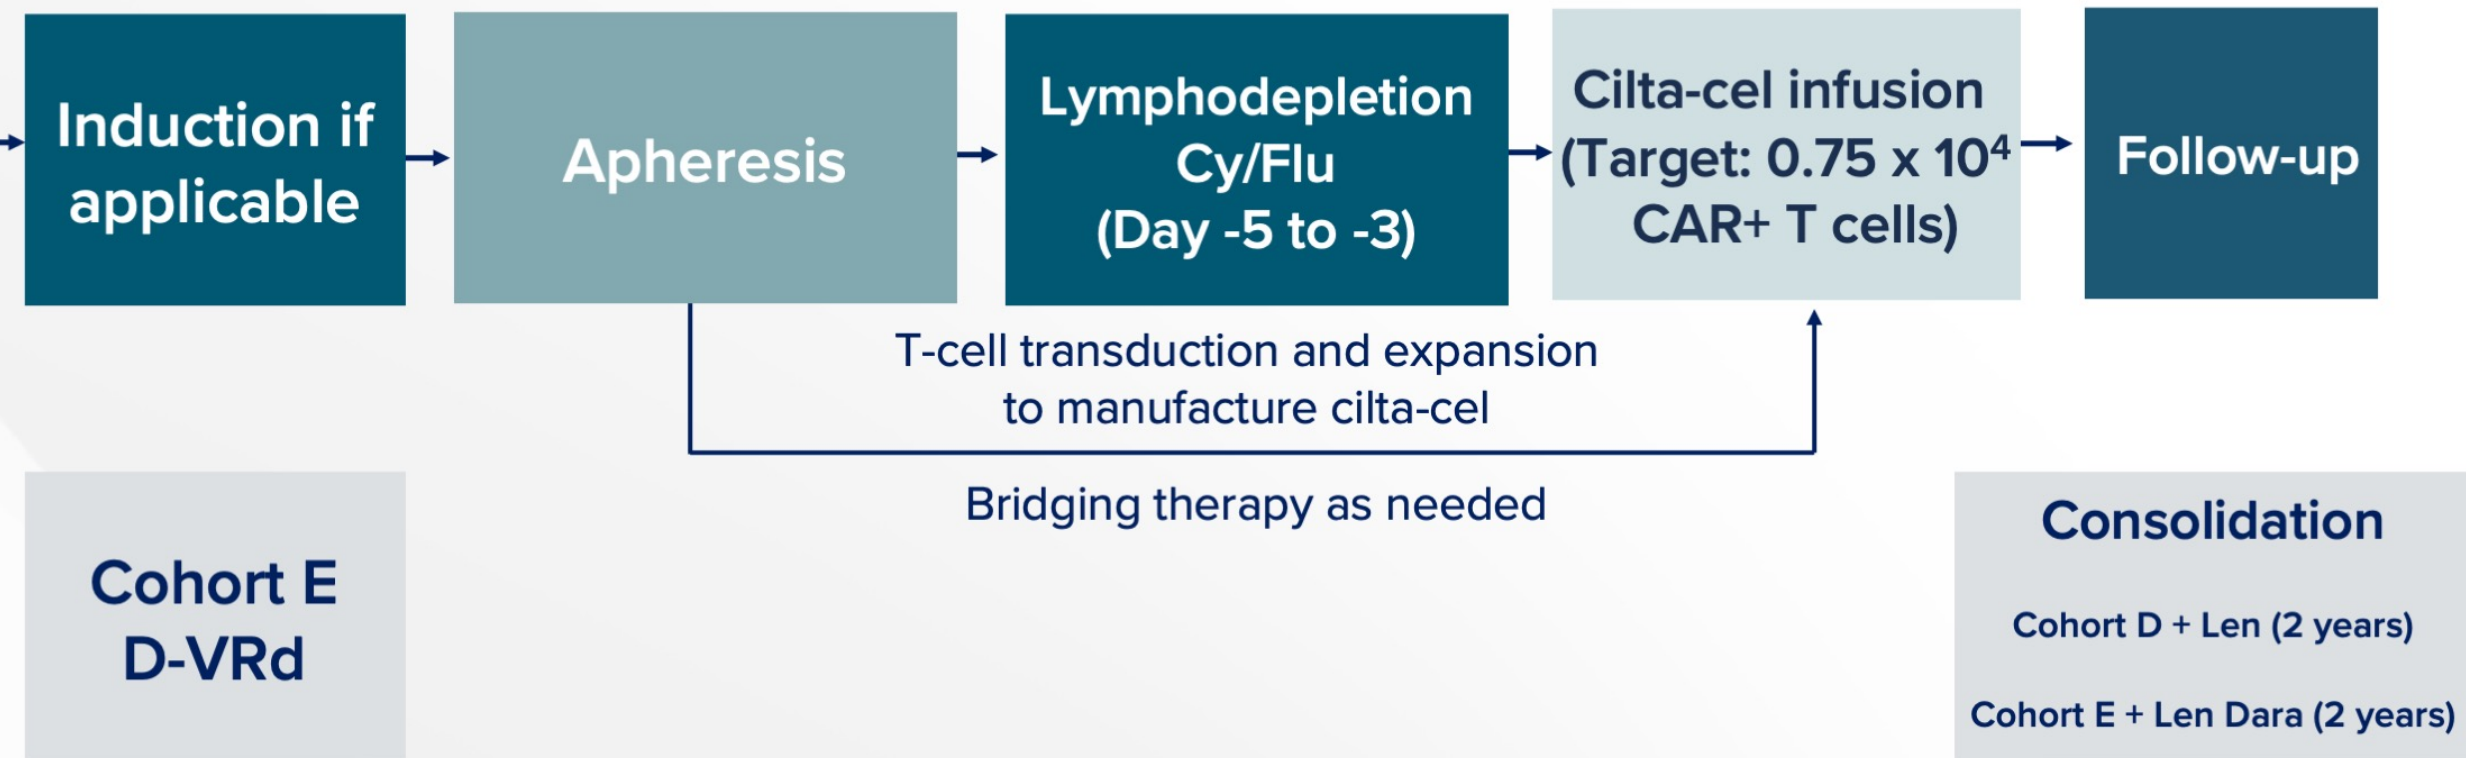 Induction if
applicable
Apheresis
Lymphodepletion
Cy/Flu
(Day -5 to -3)
Cilta-cel infusion
(Target: 0.75 x 10⁴
CAR+ T cells)
Follow-up
T-cell transduction and expansion
to manufacture cilta-cel
Bridging therapy as needed
Cohort E
D-VRd
Consolidation
Cohort D + Len (2 years)
Cohort E + Len Dara (2 years)